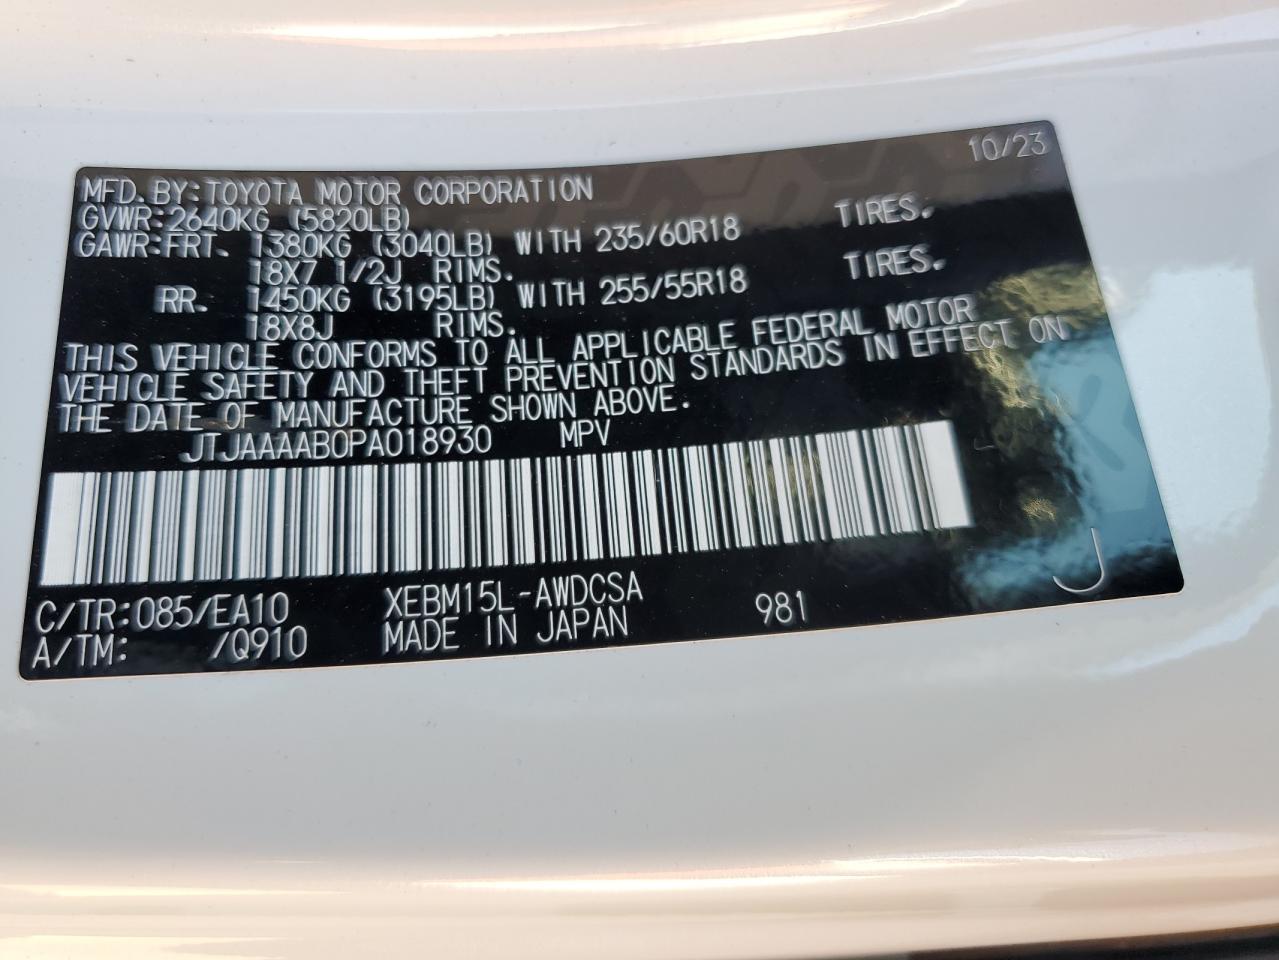 10/23
MFD.BY:TOYOTA MOTOR CORPORATION
GVWR:2640KG (5820LB)
GAWR:FRT. 1380KG (3040LB) WITH 235/60R18 TIRES.
18X7 1/2J RIMS.
RR. 1450KG (3195LB) WITH 255/55R18 TIRES.
18X8J RIMS.
THIS VEHICLE CONFORMS TO ALL APPLICABLE FEDERAL MOTOR
VEHICLE SAFETY AND THEFT PREVENTION STANDARDS IN EFFECT ON
THE DATE OF MANUFACTURE SHOWN ABOVE.
JTJAAAAB0PA018930 MPV
C/TR:085/EA10 XEBM15L-AWDCSA 981 J
A/TM: /Q910 MADE IN JAPAN